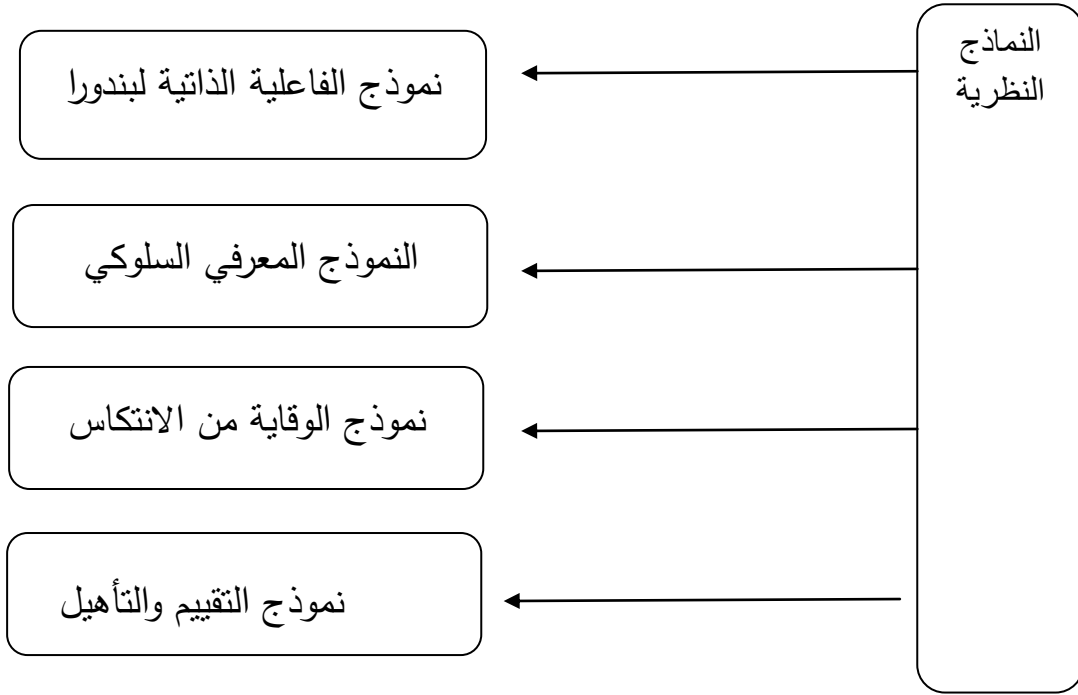 النماذج
النظرية
نموذج الفاعلية الذاتية لبندورا
النموذج المعرفي السلوكي
نموذج الوقاية من الانتكاس
نموذج التقييم والتأهيل